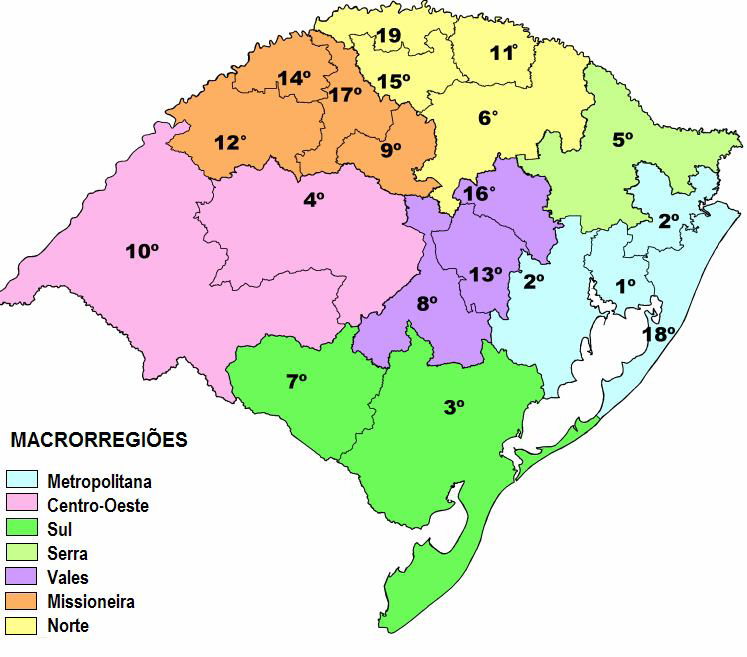 19
11°
14º
15º
17º
6°
12°
9º
5º
4º
16°
2º
10º
13º
2º
1º
8º
18º
7º
3º
MACRORREGIÕES
Metropolitana
Centro-Oeste
Sul
Serra
Vales
Missioneira
Norte